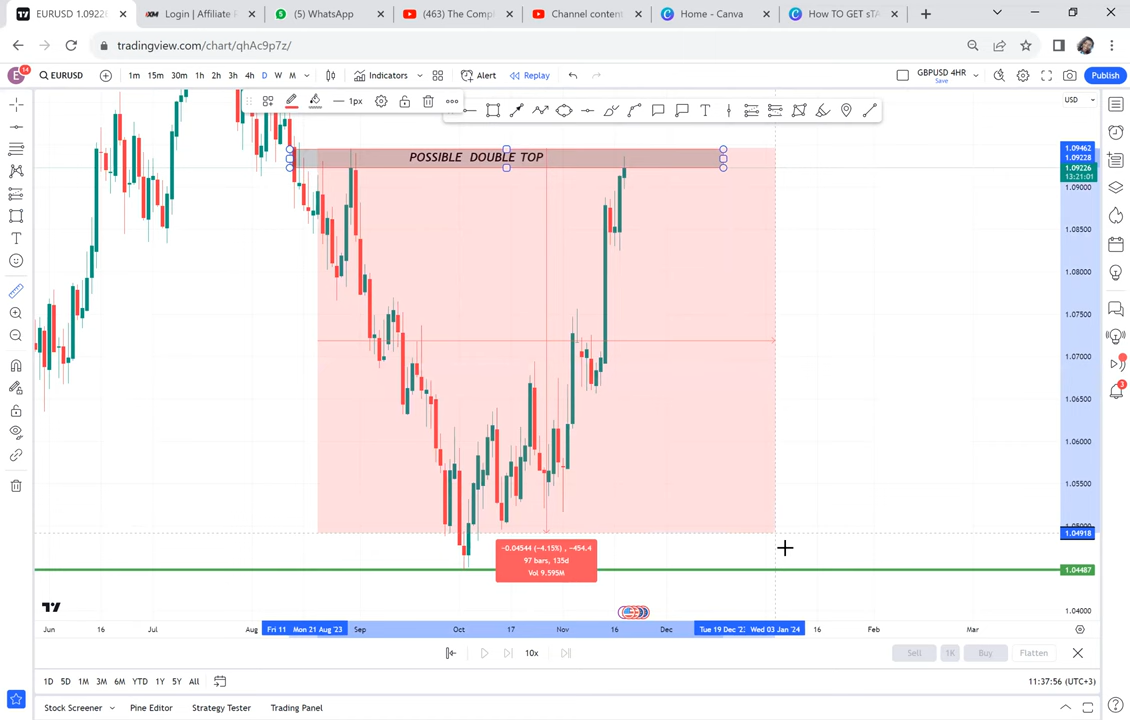 EURUSD 1.0922
Login | Affiliate F
(5) WhatsApp
(463) The Compl
Channel content
Home - Canva
How TO GET sTA
tradingview.com/chart/qhAc9p7z/
E
14
EURUSD
1m 15m 30m 1h 2h 3h 4h D W M
Indicators
Alert
Replay
GBPUSD 4HR
Save
Publish
1px
USD
POSSIBLE DOUBLE TOP
1.09462
1.09228
1.09226
13:21:01
1.09000
1.08500
1.08000
1.07500
1.07000
1.06500
1.06000
1.05500
1.05000
1.04918
1.04487
1.04000
−0.04544 (−4.15%) , −454.4
97 bars, 135d
Vol 9.595M
Jun 16 Jul Aug Fri 11 Mon 21 Aug '23 Sep Oct 17 Nov 16 Dec Tue 19 Dec '2 Wed 03 Jan '24 16 Feb Mar
10x
Sell 1K Buy Flatten
1D 5D 1M 3M 6M YTD 1Y 5Y All
11:37:56 (UTC+3)
Stock Screener Pine Editor Strategy Tester Trading Panel
3